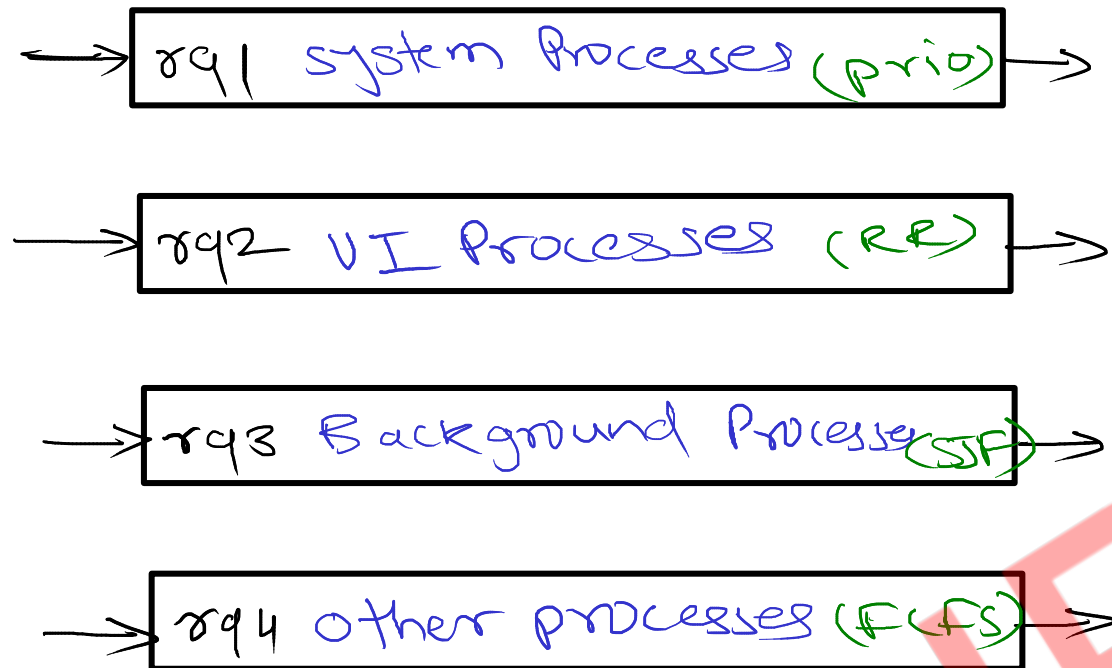 rq1 system Processes (prio)
rq2 UI Processes (RR)
rq3 Background Processes (SJF)
rq4 other processes (FCFS)